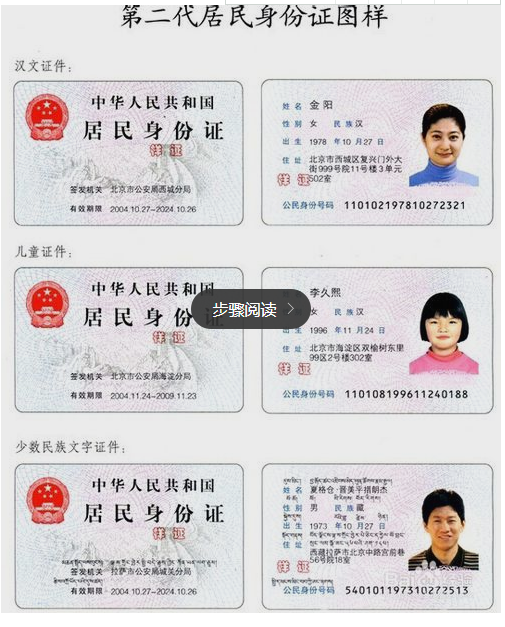 第二代居民身份证图样
汉文证件：
中华人民共和国
居民身份证
样 证
签发机关 北京市公安局西城分局
有效期限 2004.10.27-2024.10.26
姓名 金阳
性别 女 民族 汉
出生 1978 年 10 月 27 日
住址 北京市西城区复兴门外大
街999号院11号楼3单元
样 证 502室
公民身份号码 110102197810272321
儿童证件：
中华人民共和国
居民身份证
样 证
签发机关 北京市公安局海淀分局
有效期限 2004.11.24-2009.11.23
步骤阅读
李久熙
女 民族 汉
出生 1996 年 11 月 24 日
住址 北京市海淀区双榆树东里
99区2号楼302室
样 证
公民身份号码 110108199611240188
少数民族文字证件：
中华人民共和国
居民身份证
样 证
签发机关 拉萨市公安局城关分局
有效期限 2004.10.27-2024.10.26
姓名 夏格仓·晋美平措朗杰
性别 男 民族 藏
出生 1973 年 10 月 27 日
住址 西藏拉萨市北京中路宫前巷
56号院18室
样 证
公民身份号码 540101197310272513